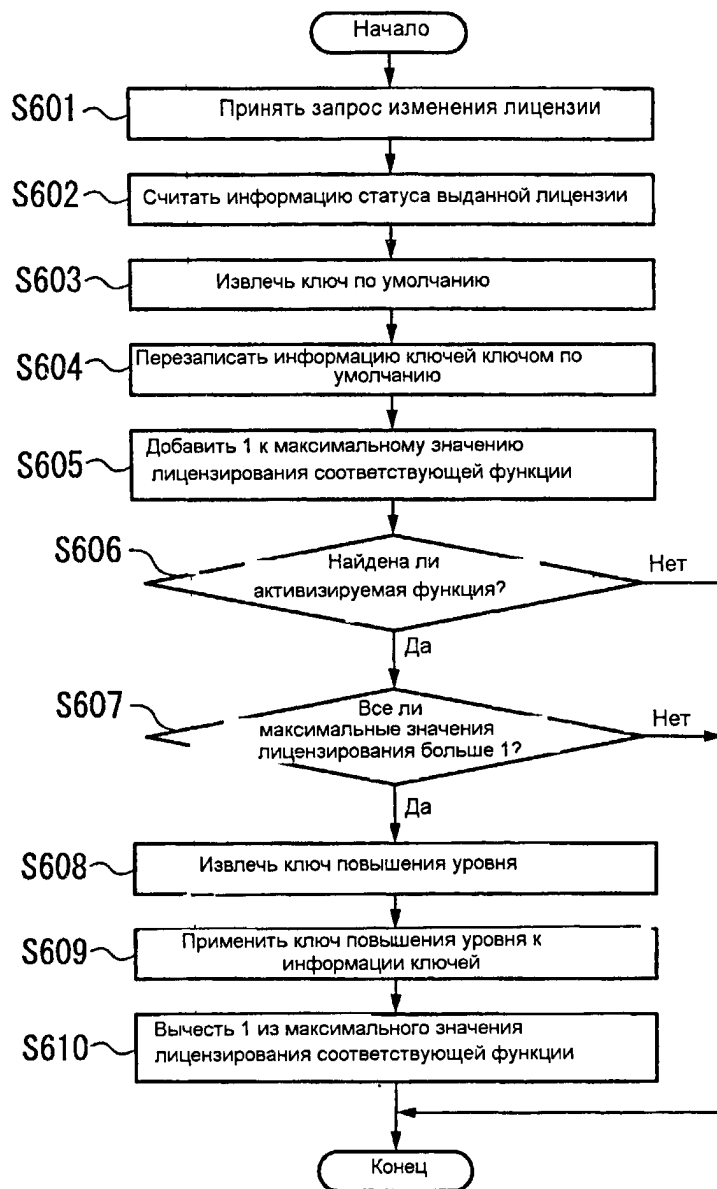 Начало
S601
Принять запрос изменения лицензии
S602
Считать информацию статуса выданной лицензии
S603
Извлечь ключ по умолчанию
S604
Перезаписать информацию ключей ключом по
умолчанию
S605
Добавить 1 к максимальному значению
лицензирования соответствующей функции
S606
Найдена ли
активизируемая функция?
Нет
Да
S607
Все ли
максимальные значения
лицензирования больше 1?
Нет
Да
S608
Извлечь ключ повышения уровня
S609
Применить ключ повышения уровня к
информации ключей
S610
Вычесть 1 из максимального значения
лицензирования соответствующей функции
Конец